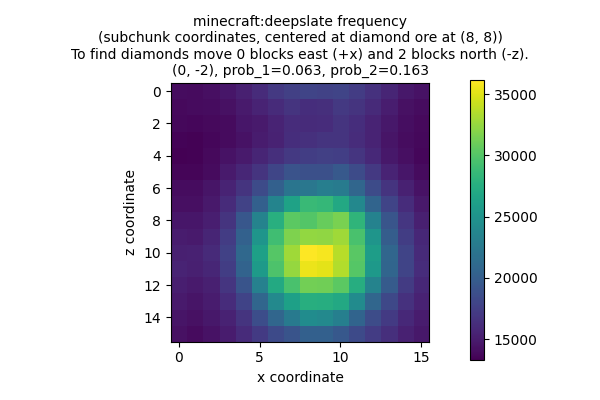 minecraft:deepslate frequency
(subchunk coordinates, centered at diamond ore at (8, 8))
To find diamonds move 0 blocks east (+x) and 2 blocks north (-z).
(0, -2), prob_1=0.063, prob_2=0.163
0
2
4
6
8
10
12
14
z coordinate
0
5
10
15
x coordinate
35000
30000
25000
20000
15000